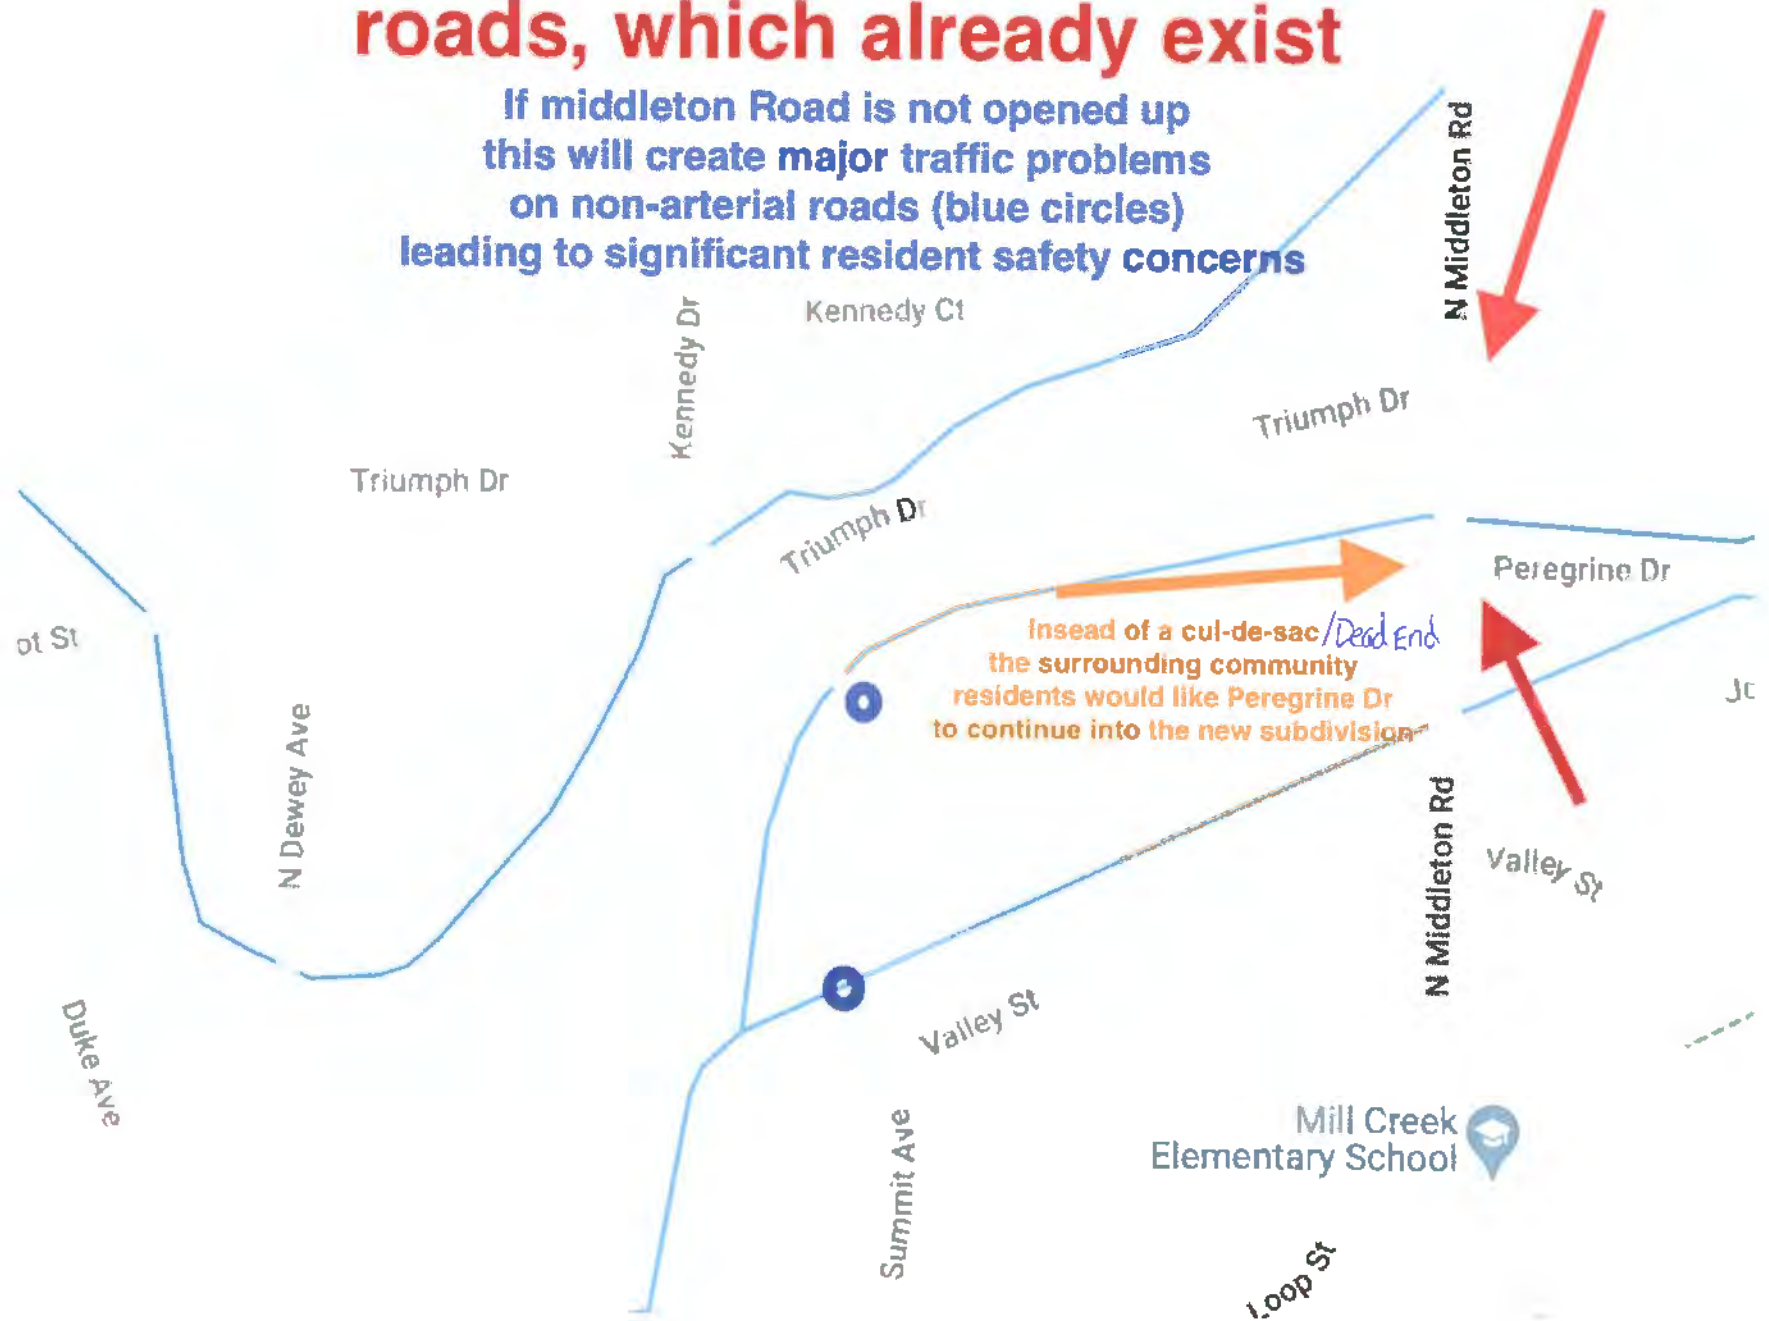 roads, which already exist
If middleton Road is not opened up
this will create major traffic problems
on non-arterial roads (blue circles)
leading to significant resident safety concerns
N Middleton Rd
Kennedy Ct
Kennedy Dr
Triumph Dr
Triumph Dr
Triumph Dr
Peregrine Dr
Insead of a cul-de-sac/Dead End
the surrounding community
residents would like Peregrine Dr
to continue into the new subdivision
ot St
N Dewey Ave
N Middleton Rd
Valley St
Valley St
Duke Ave
Summit Ave
Mill Creek
Elementary School
Loop St